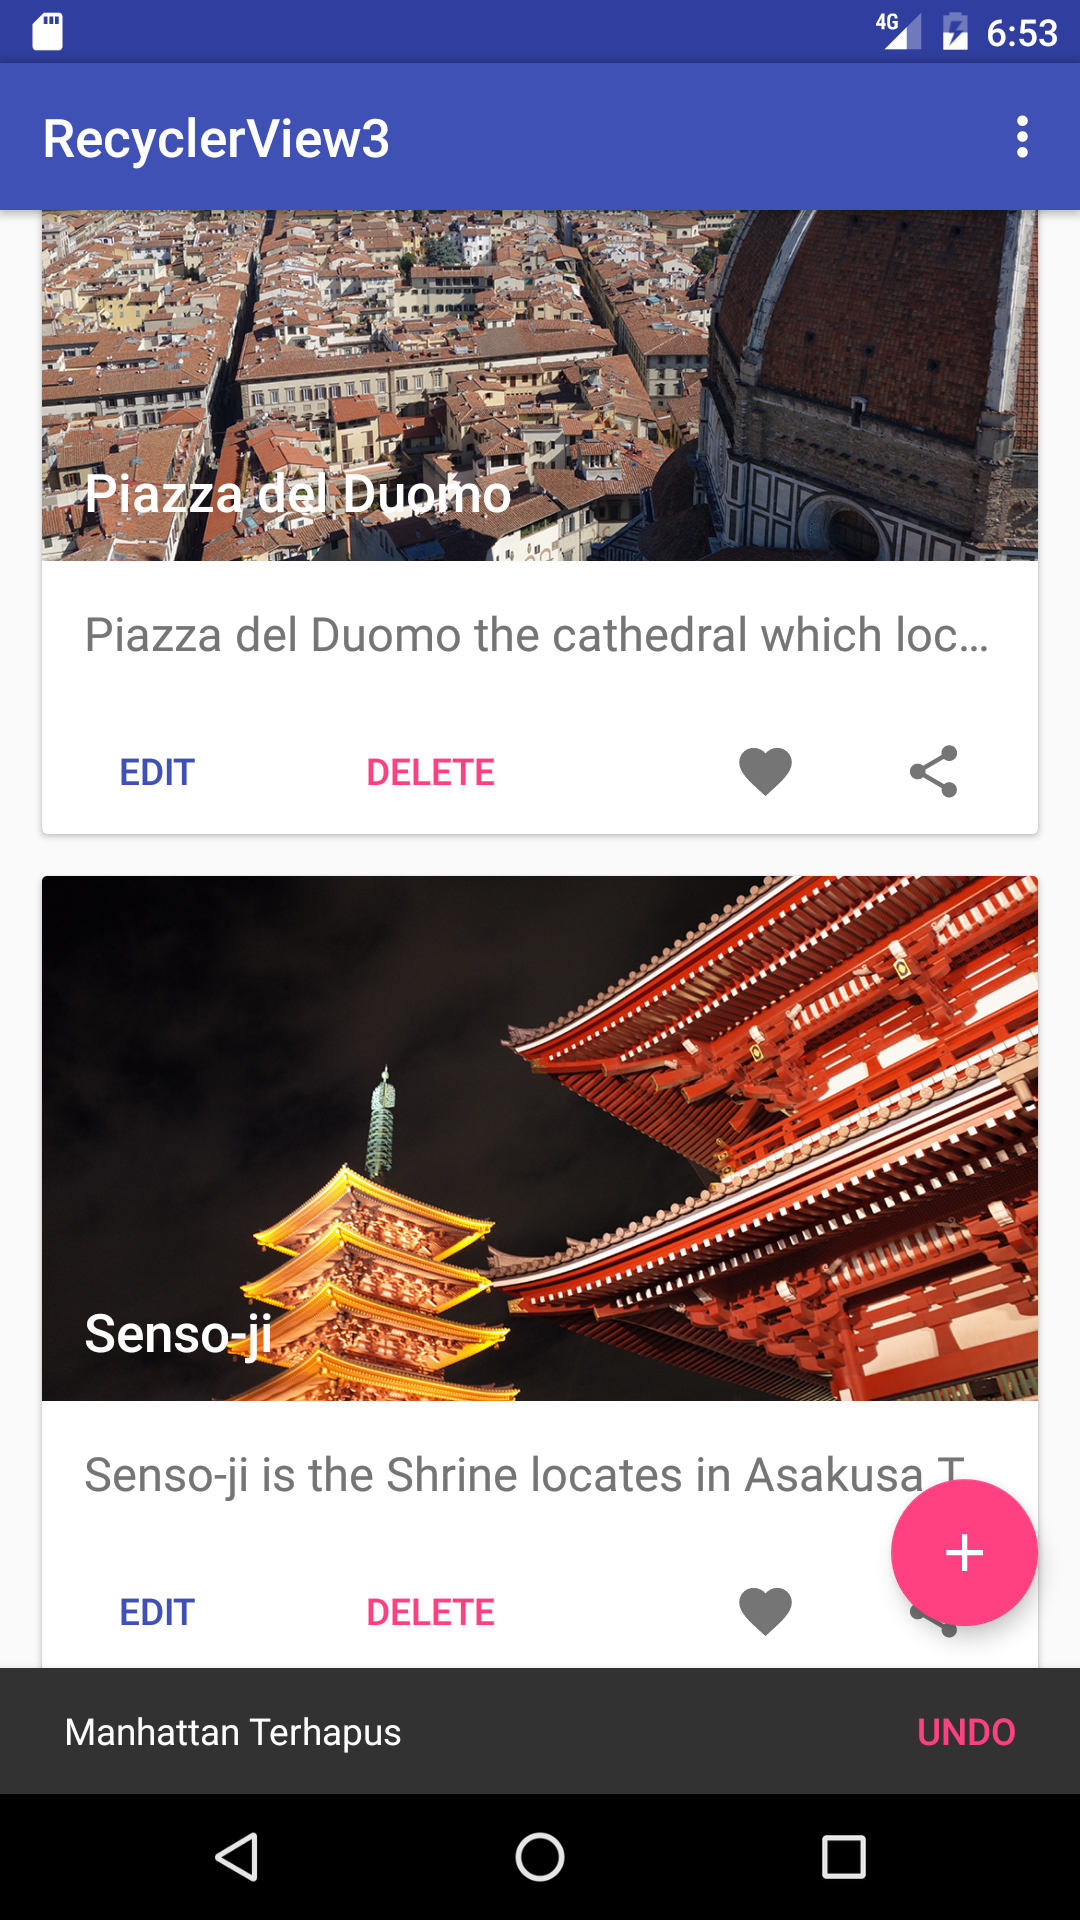 4G 6:53
RecyclerView3
Piazza del Duomo
Piazza del Duomo the cathedral which loc...
EDIT DELETE
Senso-ji
Senso-ji is the Shrine locates in Asakusa T
EDIT DELETE
Manhattan Terhapus UNDO